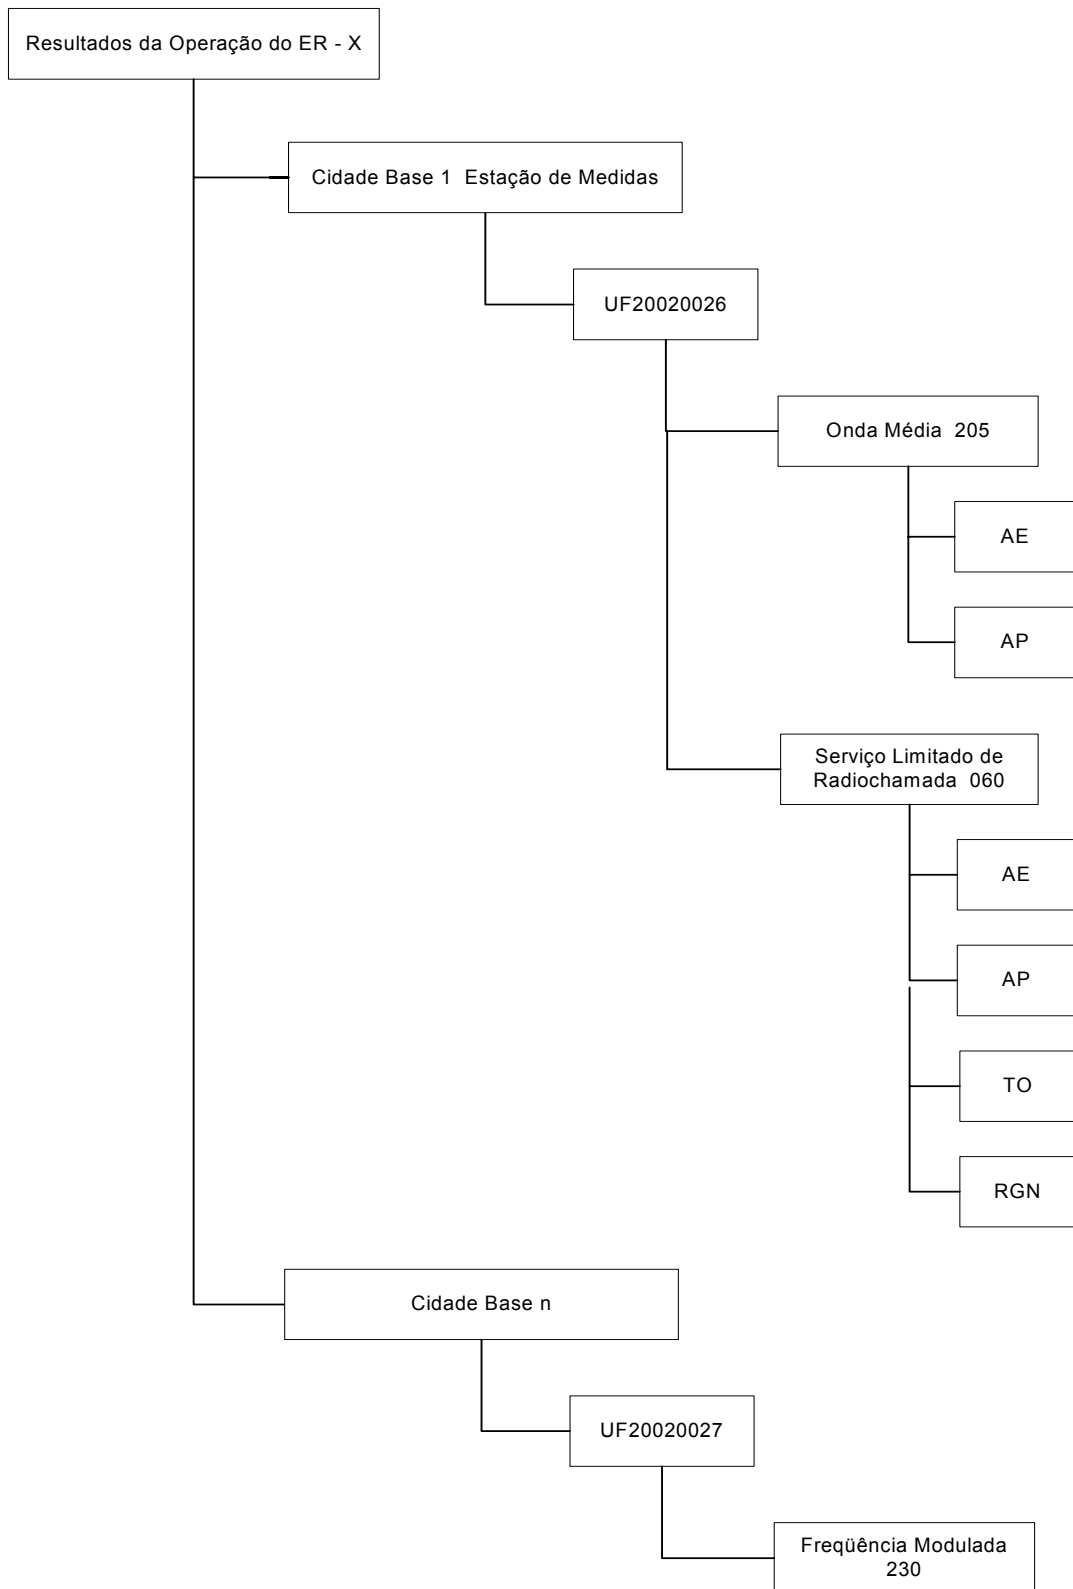 Resultados da Operação do ER - X
Cidade Base 1  Estação de Medidas
UF20020026
Onda Média  205
AE
AP
Serviço Limitado de
Radiochamada  060
AE
AP
TO
RGN
Cidade Base n
UF20020027
Freqüência Modulada
230